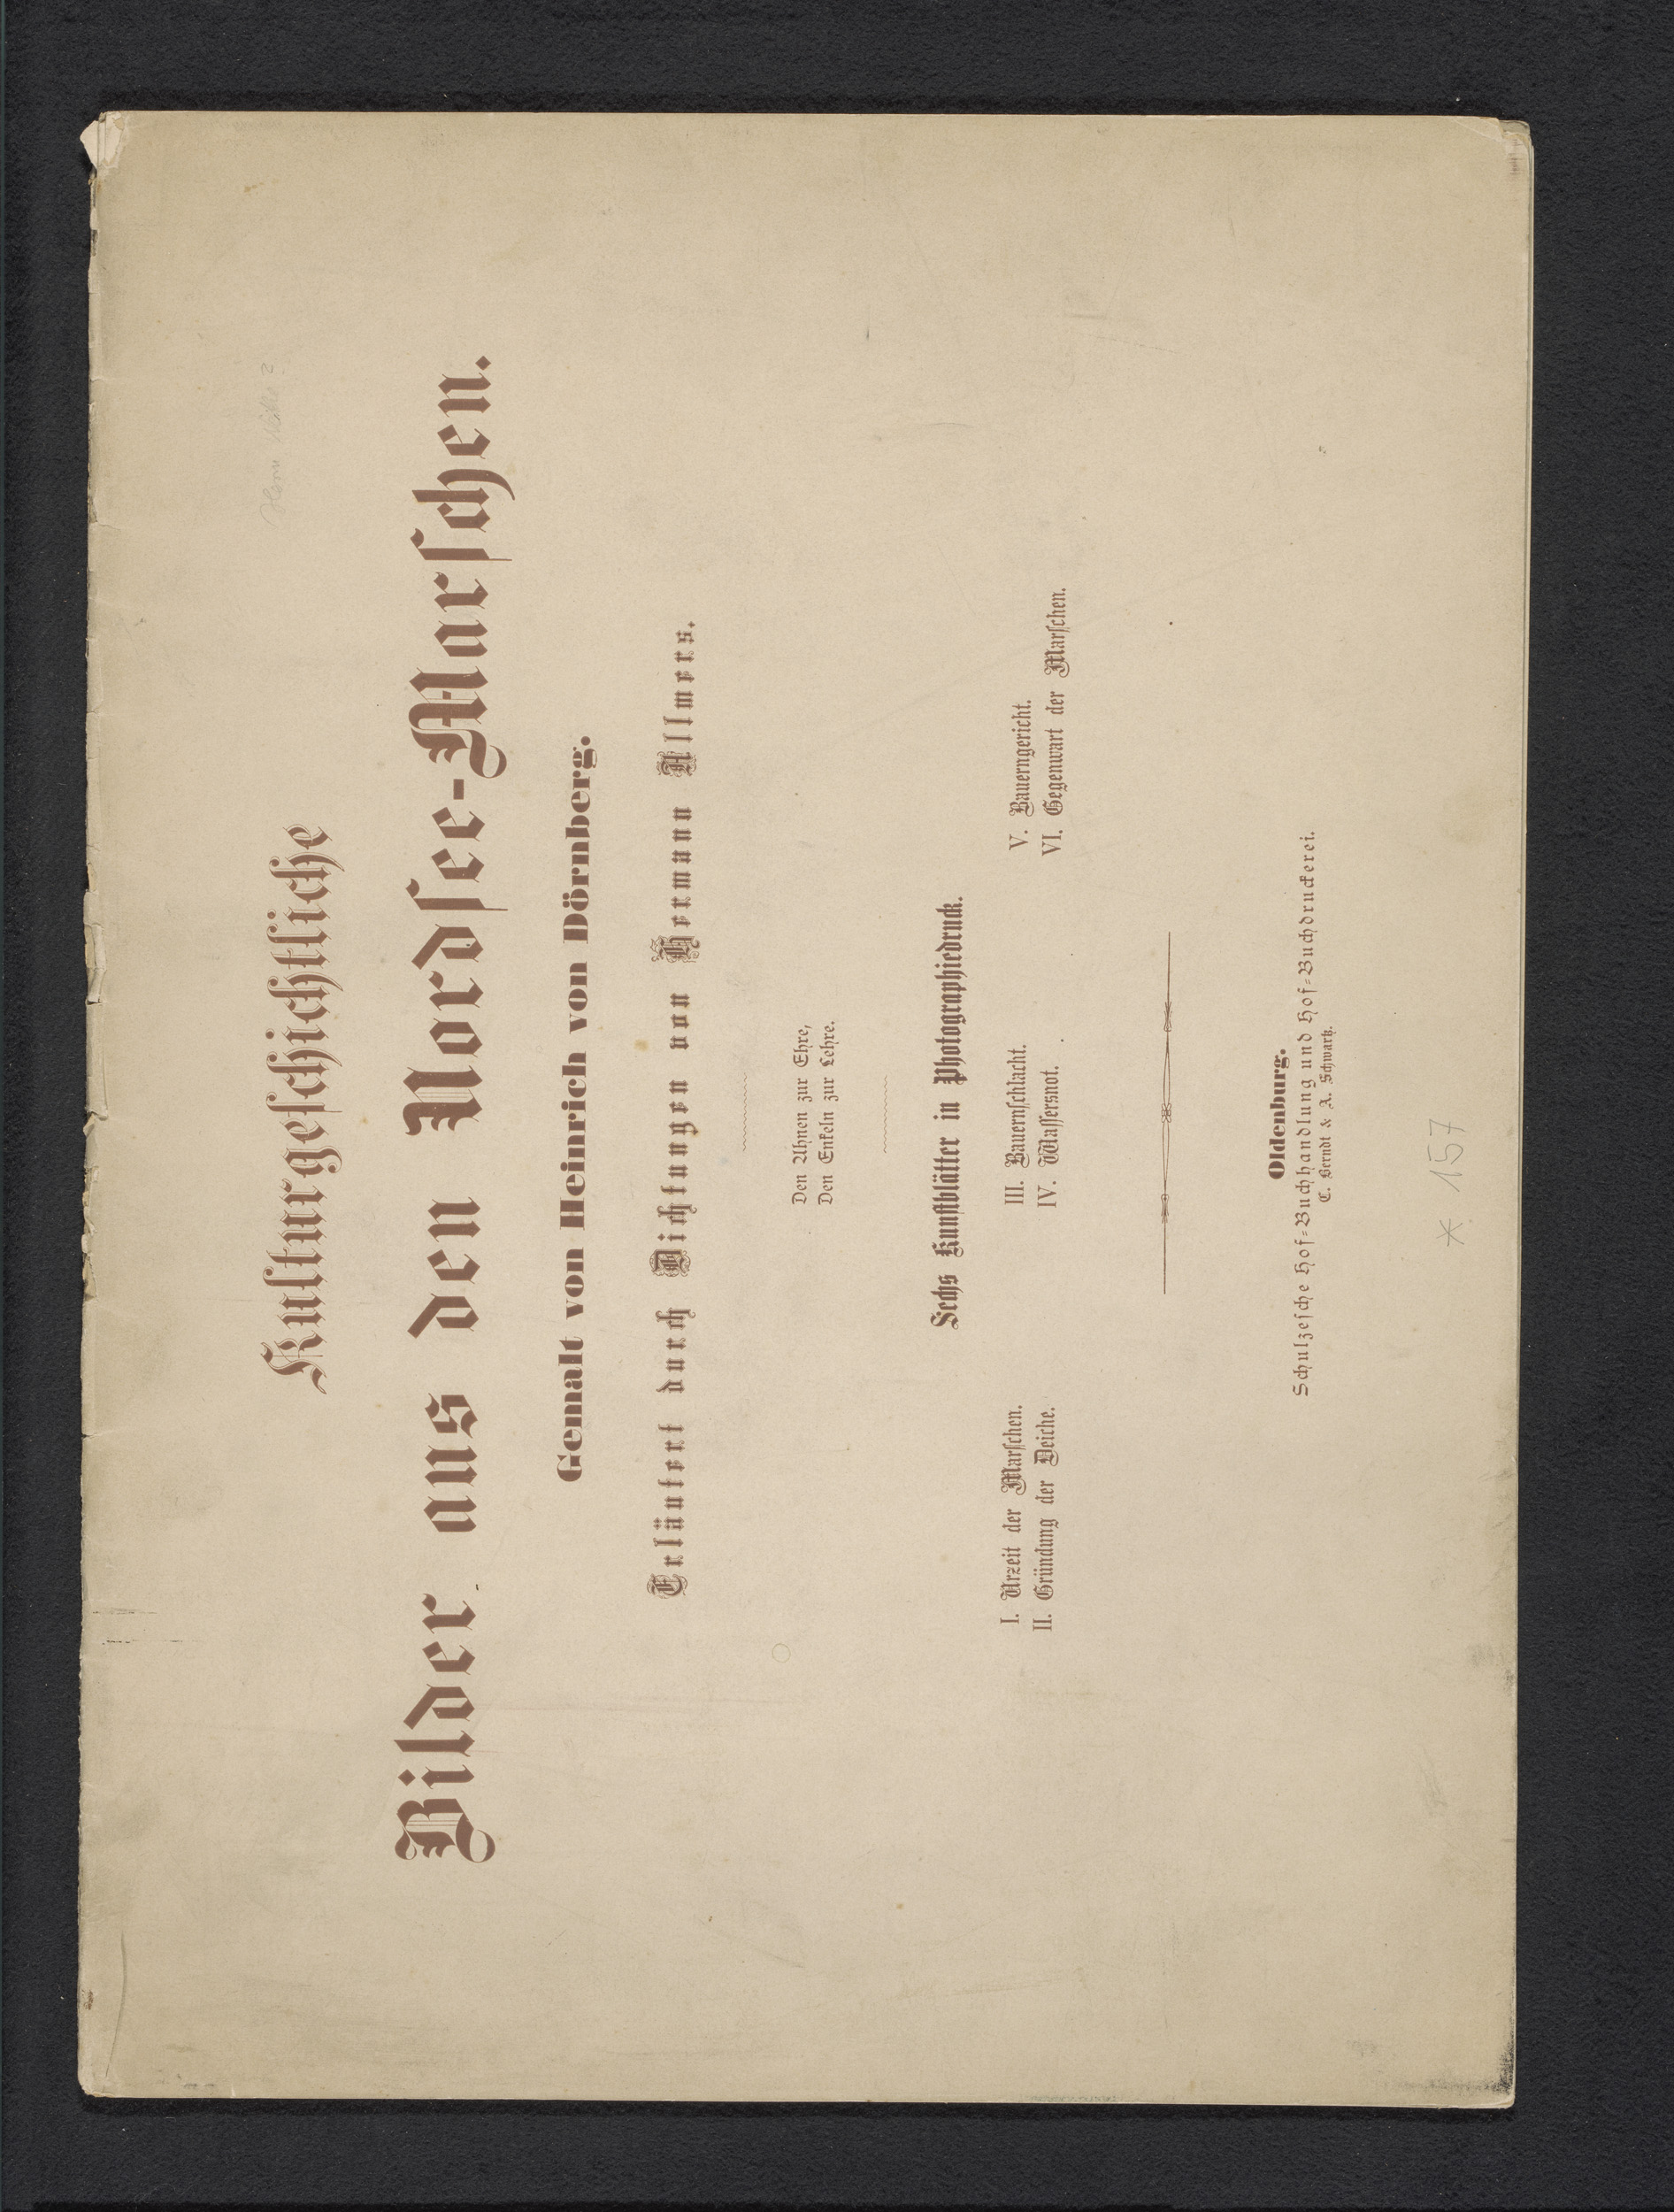 Kulturgeschichtliche
Bilder aus den Nordsee-Marschen.
Gemalt von Heinrich von Dörnberg.
Erläutert durch Dichtungen von Hermann Allmers.
Den Ahnen zur Ehre,
Den Enkeln zur Lehre.
Sechs Kunstblätter in Photographiedruck.
I. Urzeit der Marschen.
II. Gründung der Deiche.
III. Bauernschlacht.
IV. Wassersnot.
V. Bauerngericht.
VI. Gegenwart der Marschen.
Oldenburg.
Schulzesche Hof-Buchhandlung und Hof-Buchdruckerei.
C. Berndt & A. Schwartz.
* 157